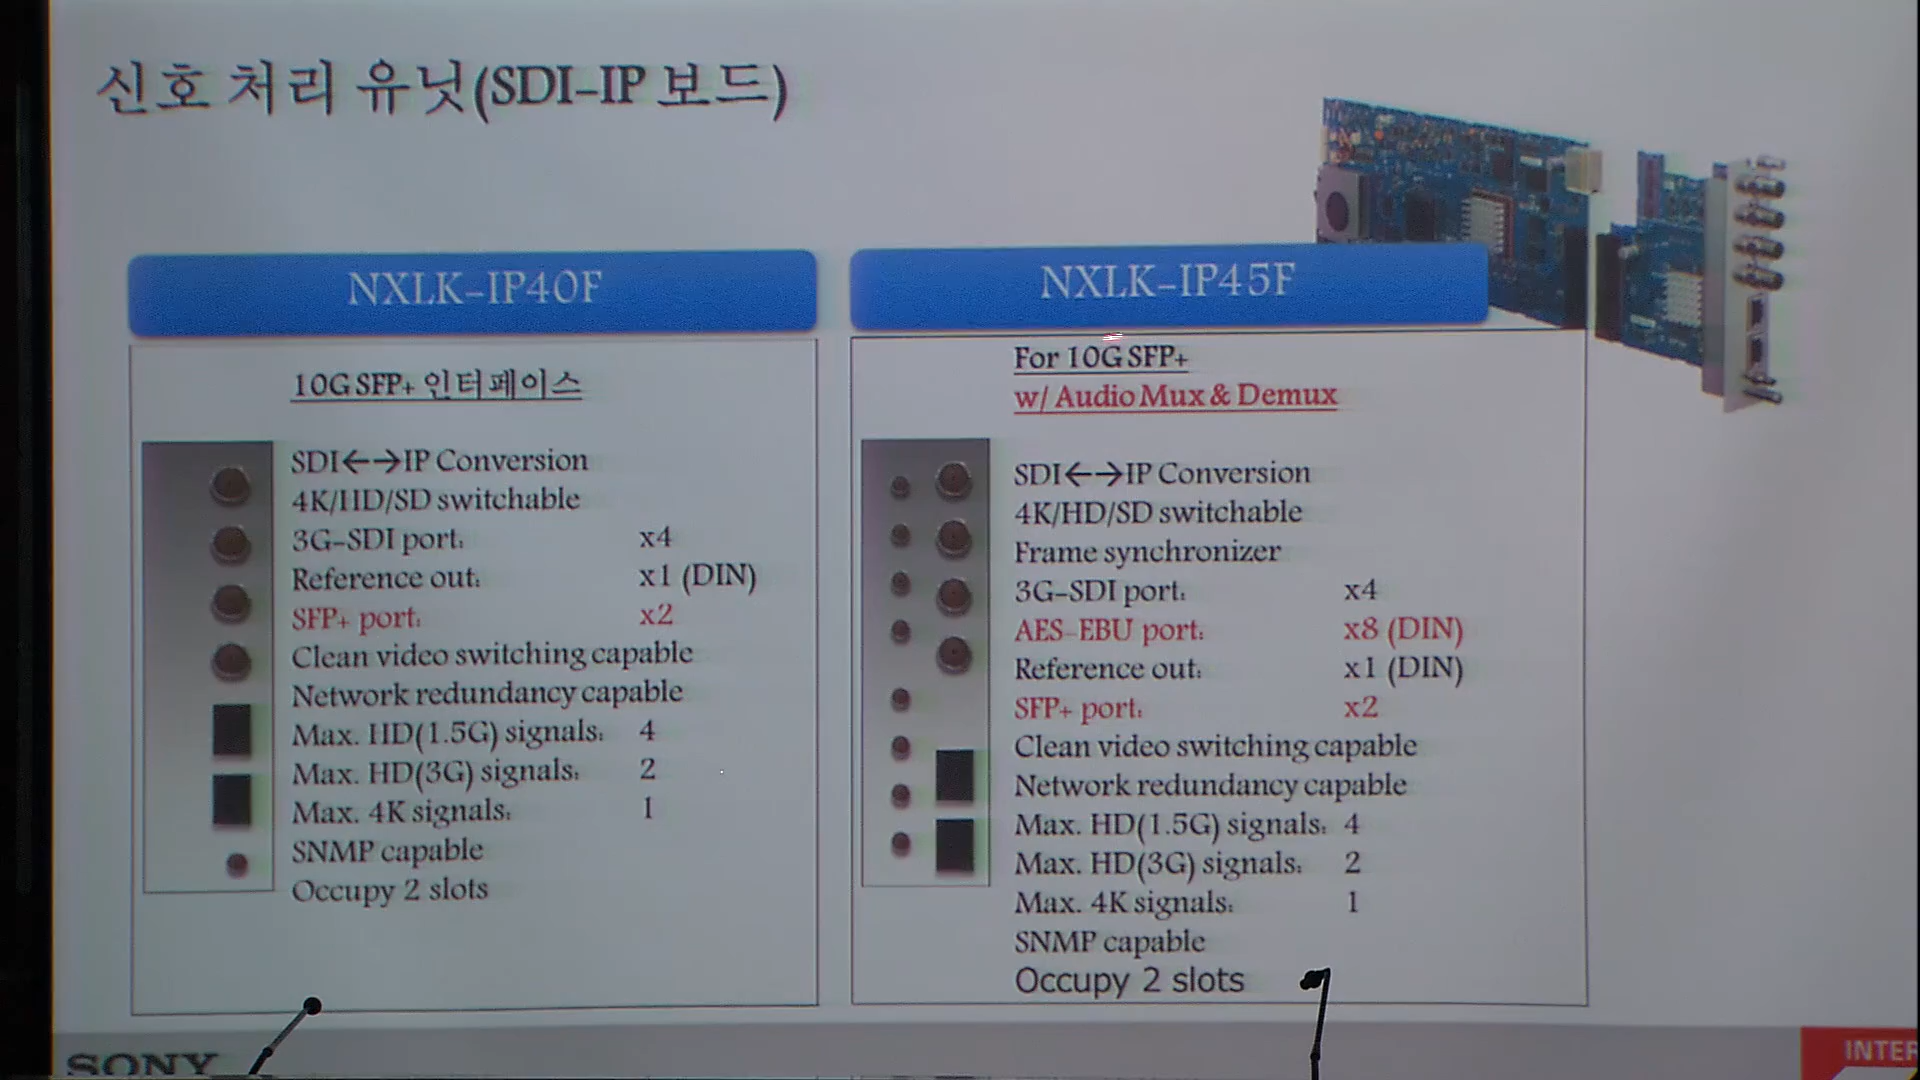 신호 처리 유닛(SDI-IP 보드)
NXLK-IP40F
10G SFP+ 인터페이스
SDI←→IP Conversion
4K/HD/SD switchable
3G-SDI port: x4
Reference out: x1 (DIN)
SFP+ port: x2
Clean video switching capable
Network redundancy capable
Max. HD(1.5G) signals: 4
Max. HD(3G) signals: 2
Max. 4K signals: 1
SNMP capable
Occupy 2 slots
NXLK-IP45F
For 10G SFP+
w/ Audio Mux & Demux
SDI←→IP Conversion
4K/HD/SD switchable
Frame synchronizer
3G-SDI port: x4
AES-EBU port: x8 (DIN)
Reference out: x1 (DIN)
SFP+ port: x2
Clean video switching capable
Network redundancy capable
Max. HD(1.5G) signals: 4
Max. HD(3G) signals: 2
Max. 4K signals: 1
SNMP capable
Occupy 2 slots
SONY
INTER